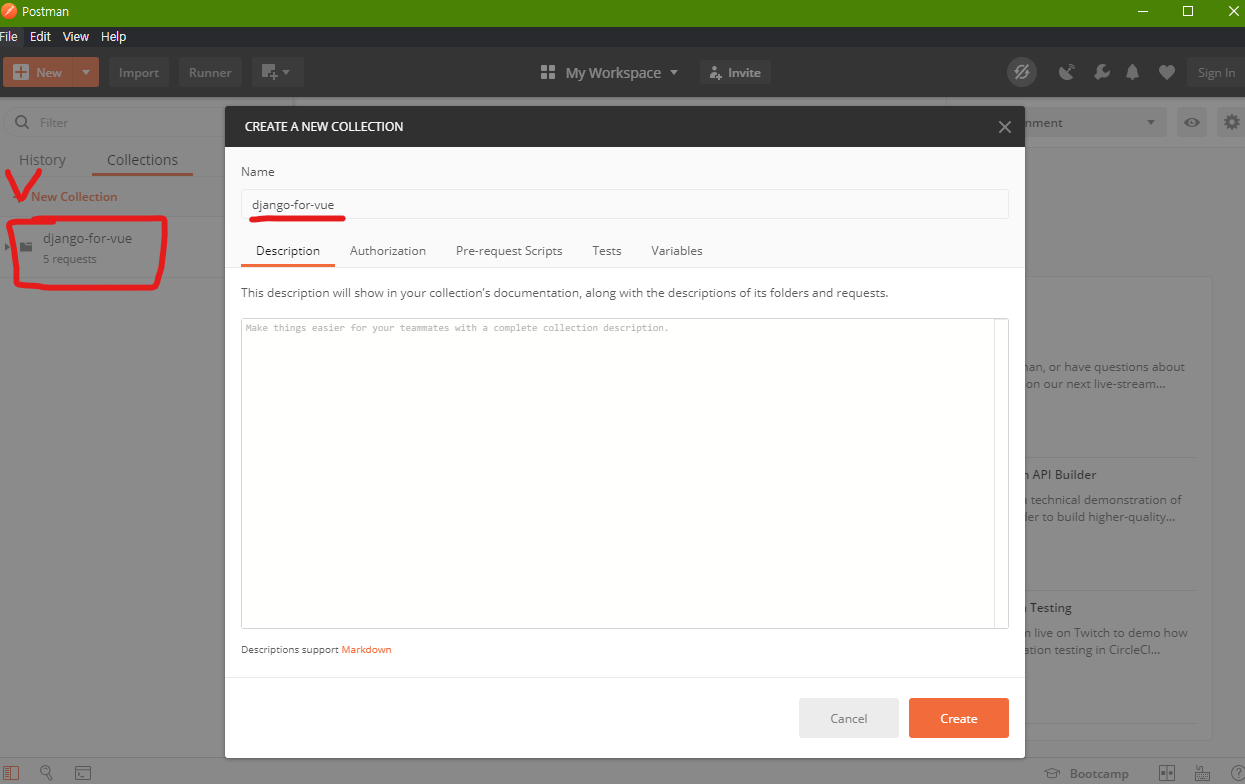 Postman
File Edit View Help
New Import Runner My Workspace Invite Sign In
Filter
History Collections
New Collection
django-for-vue
5 requests
CREATE A NEW COLLECTION
Name
django-for-vue
Description Authorization Pre-request Scripts Tests Variables
This description will show in your collection's documentation, along with the descriptions of its folders and requests.
Make things easier for your teammates with a complete collection description.
Descriptions support Markdown
Cancel Create
or have questions about
on our next live-stream...
API Builder
technical demonstration of
to build higher-quality...
Testing
live on Twitch to demo how
testing in CircleCI...
Bootcamp